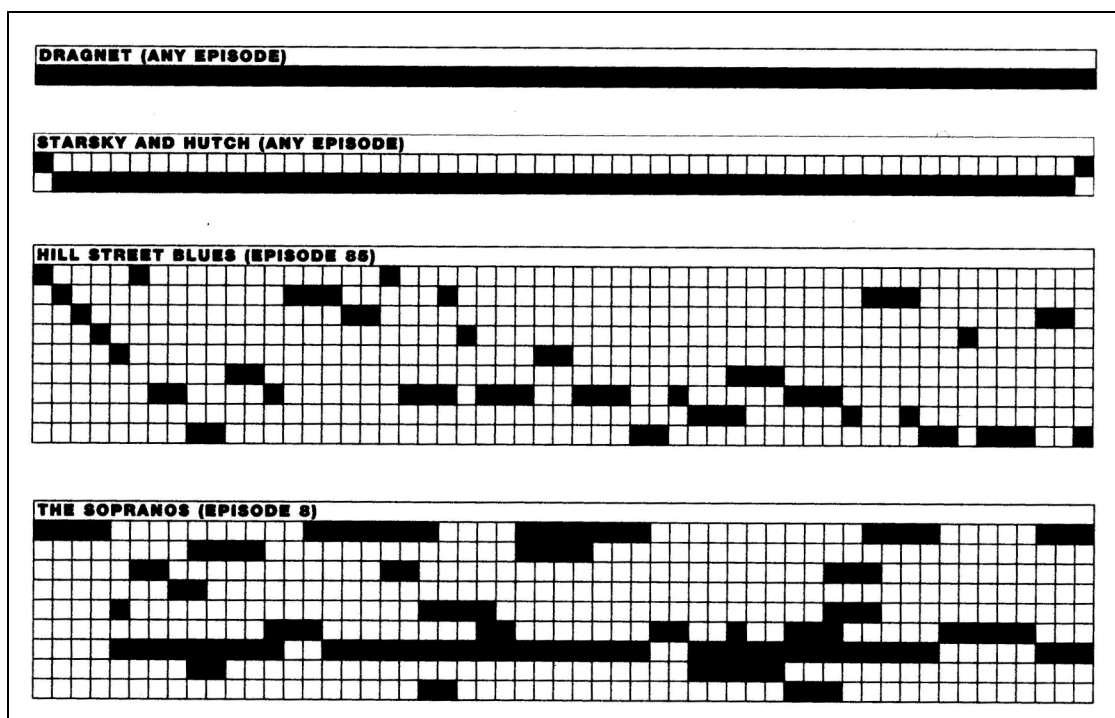 DRAGNET (ANY EPISODE)
STARSKY AND HUTCH (ANY EPISODE)
HILL STREET BLUES (EPISODE 85)
THE SOPRANOS (EPISODE 8)